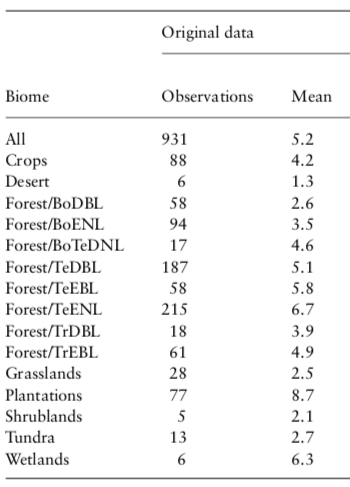 Original data
Biome Observations Mean
All 931 5.2
Crops 88 4.2
Desert 6 1.3
Forest/BoDBL 58 2.6
Forest/BoENL 94 3.5
Forest/BoTeDNL 17 4.6
Forest/TeDBL 187 5.1
Forest/TeEBL 58 5.8
Forest/TeENL 215 6.7
Forest/TrDBL 18 3.9
Forest/TrEBL 61 4.9
Grasslands 28 2.5
Plantations 77 8.7
Shrublands 5 2.1
Tundra 13 2.7
Wetlands 6 6.3